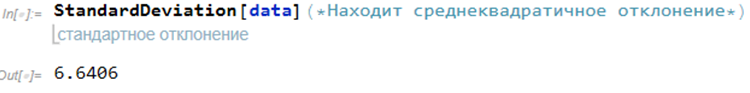 In[•]:= StandardDeviation[data](*Находит среднеквадратичное отклонение*)
стандартное отклонение
Out[•]= 6.6406